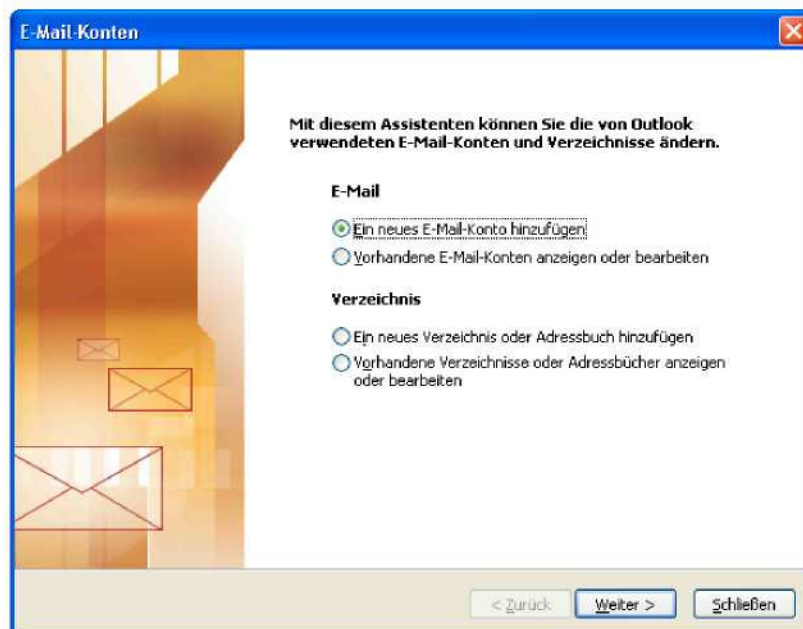 E-Mail-Konten
Mit diesem Assistenten können Sie die von Outlook
verwendeten E-Mail-Konten und Verzeichnisse ändern.
E-Mail
Ein neues E-Mail-Konto hinzufügen
Vorhandene E-Mail-Konten anzeigen oder bearbeiten
Verzeichnis
Ein neues Verzeichnis oder Adressbuch hinzufügen
Vorhandene Verzeichnisse oder Adressbücher anzeigen
oder bearbeiten
< Zurück Weiter > Schließen